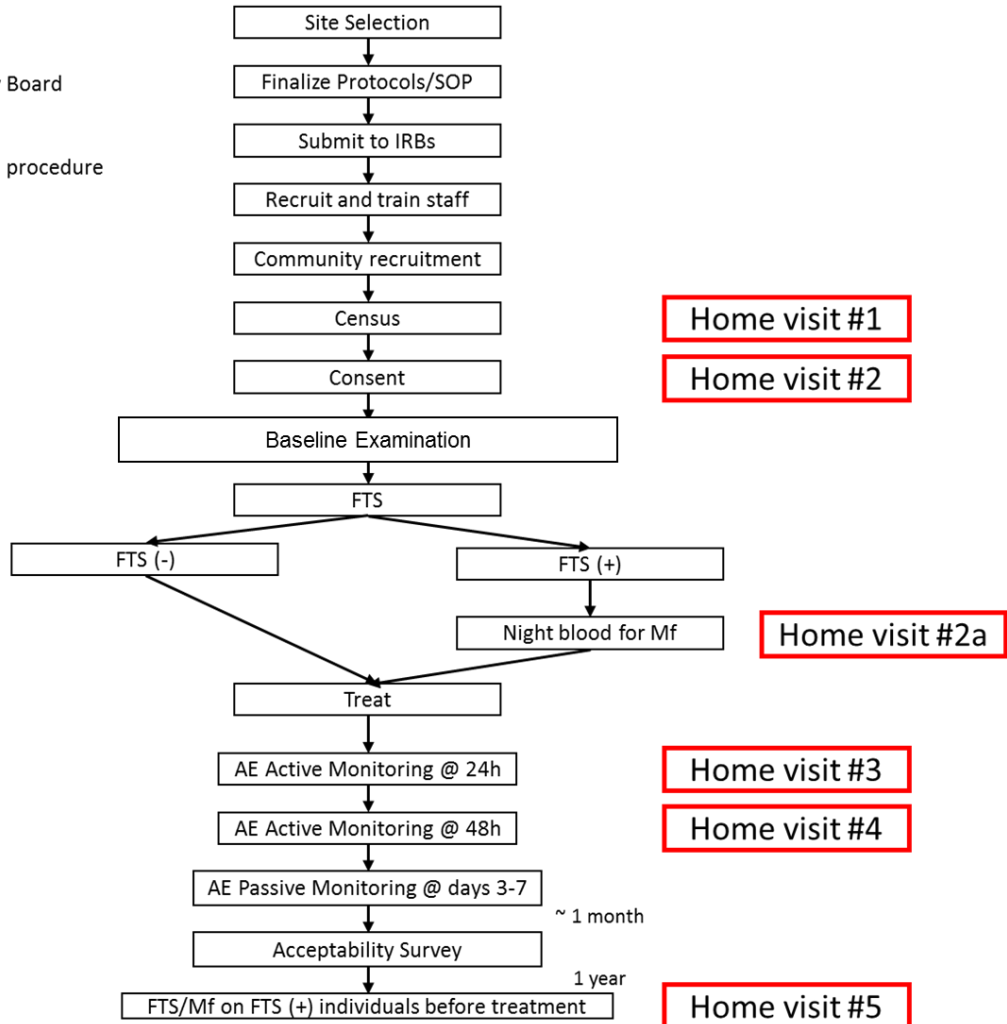 Site Selection
Board
Finalize Protocols/SOP
Submit to IRBs
procedure
Recruit and train staff
Community recruitment
Census
Home visit #1
Consent
Home visit #2
Baseline Examination
FTS
FTS (-)
FTS (+)
Night blood for Mf
Home visit #2a
Treat
AE Active Monitoring @ 24h
Home visit #3
AE Active Monitoring @ 48h
Home visit #4
AE Passive Monitoring @ days 3-7
~ 1 month
Acceptability Survey
1 year
FTS/Mf on FTS (+) individuals before treatment
Home visit #5